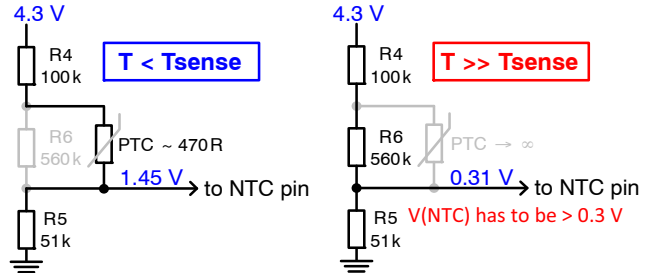 4.3 V
R4
100k
T < Tsense
R6
560k
PTC ~ 470R
1.45 V
to NTC pin
R5
51k
4.3 V
R4
100k
T >> Tsense
R6
560k
PTC → ∞
0.31 V
to NTC pin
R5
51k
V(NTC) has to be > 0.3 V